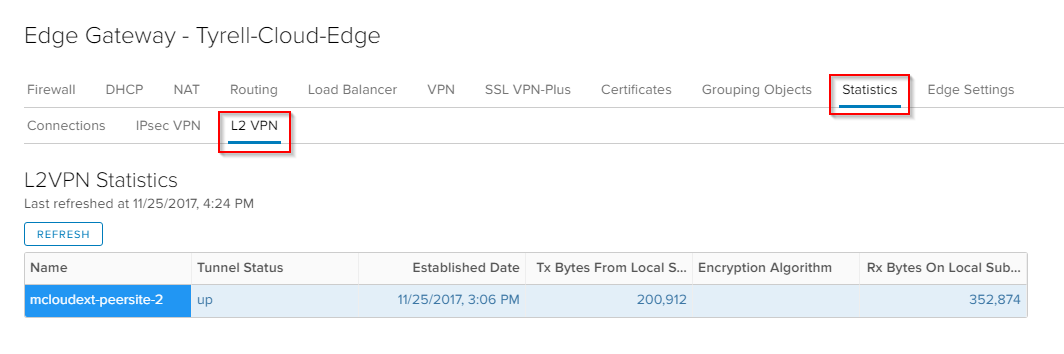 Edge Gateway - Tyrell-Cloud-Edge
Firewall DHCP NAT Routing Load Balancer VPN SSL VPN-Plus Certificates Grouping Objects Statistics Edge Settings
Connections IPsec VPN L2 VPN
L2VPN Statistics
Last refreshed at 11/25/2017, 4:24 PM
REFRESH
Name Tunnel Status Established Date Tx Bytes From Local S... Encryption Algorithm Rx Bytes On Local Sub...
mcloudext-peersite-2 up 11/25/2017, 3:06 PM 200,912 352,874